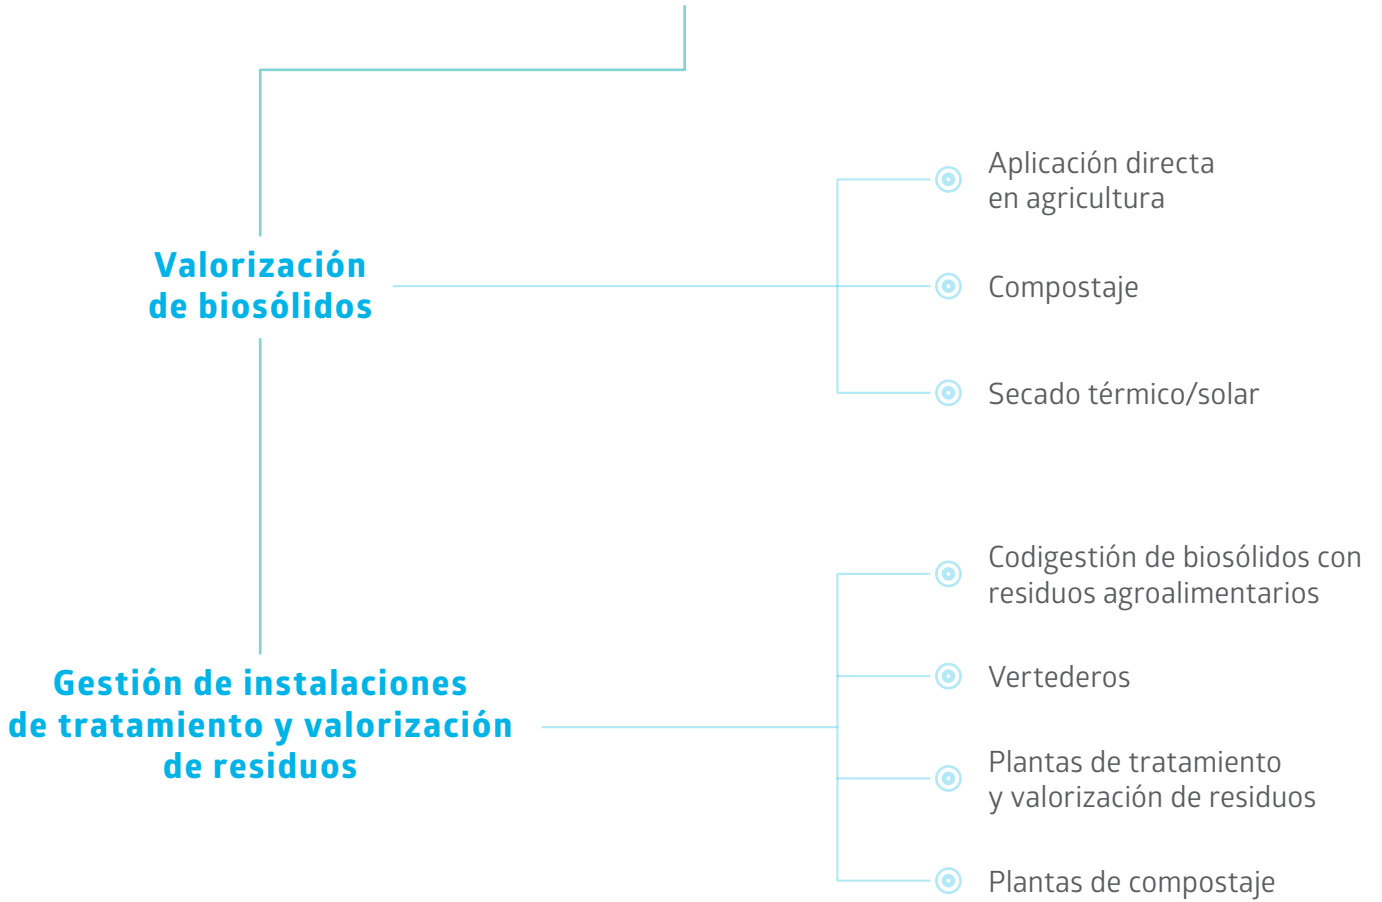 Valorización
de biosólidos
Aplicación directa
en agricultura
Compostaje
Secado térmico/solar
Gestión de instalaciones
de tratamiento y valorización
de residuos
Codigestión de biosólidos con
residuos agroalimentarios
Vertederos
Plantas de tratamiento
y valorización de residuos
Plantas de compostaje